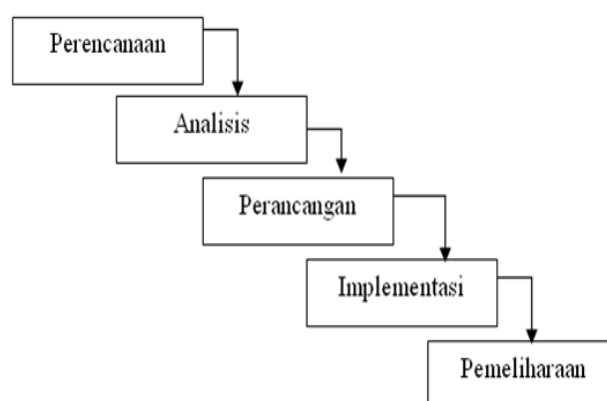 Perencanaan
Analisis
Perancangan
Implementasi
Pemeliharaan